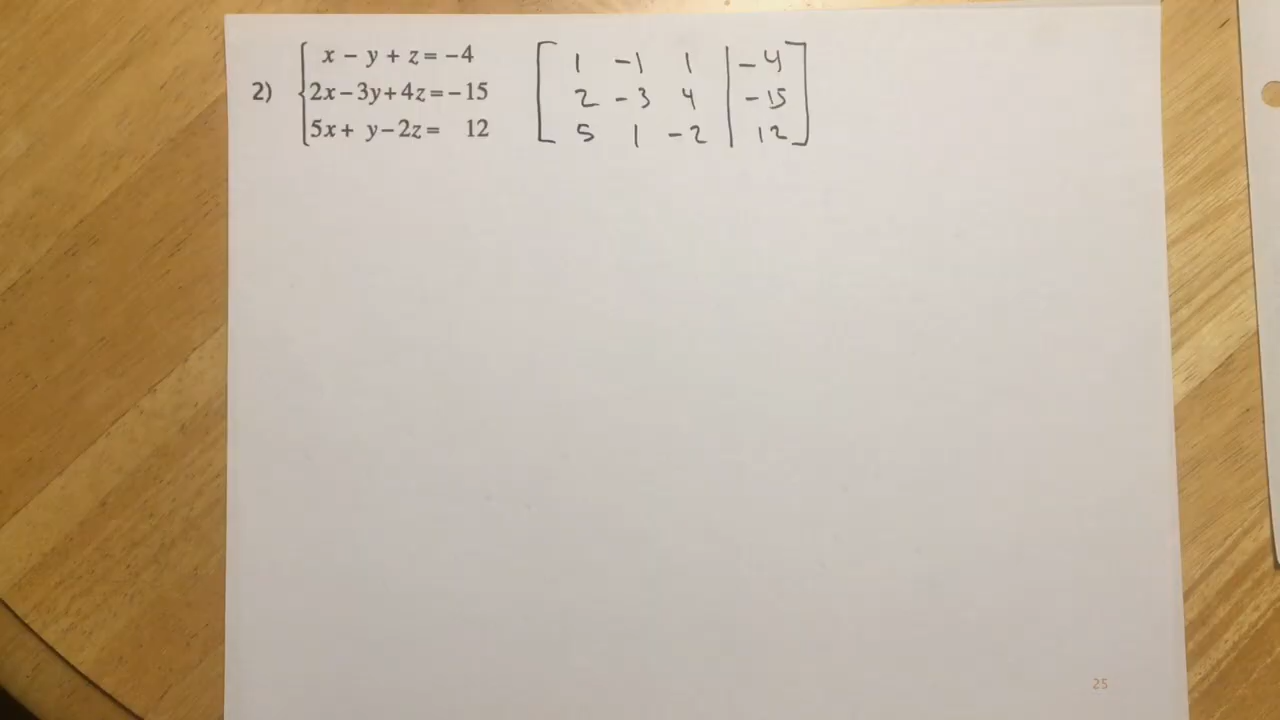 2) x − y + z = −4
2x − 3y + 4z = −15
5x + y − 2z = 12
1 −1 1 | −4
2 −3 4 | −15
5 1 −2 | 12
25